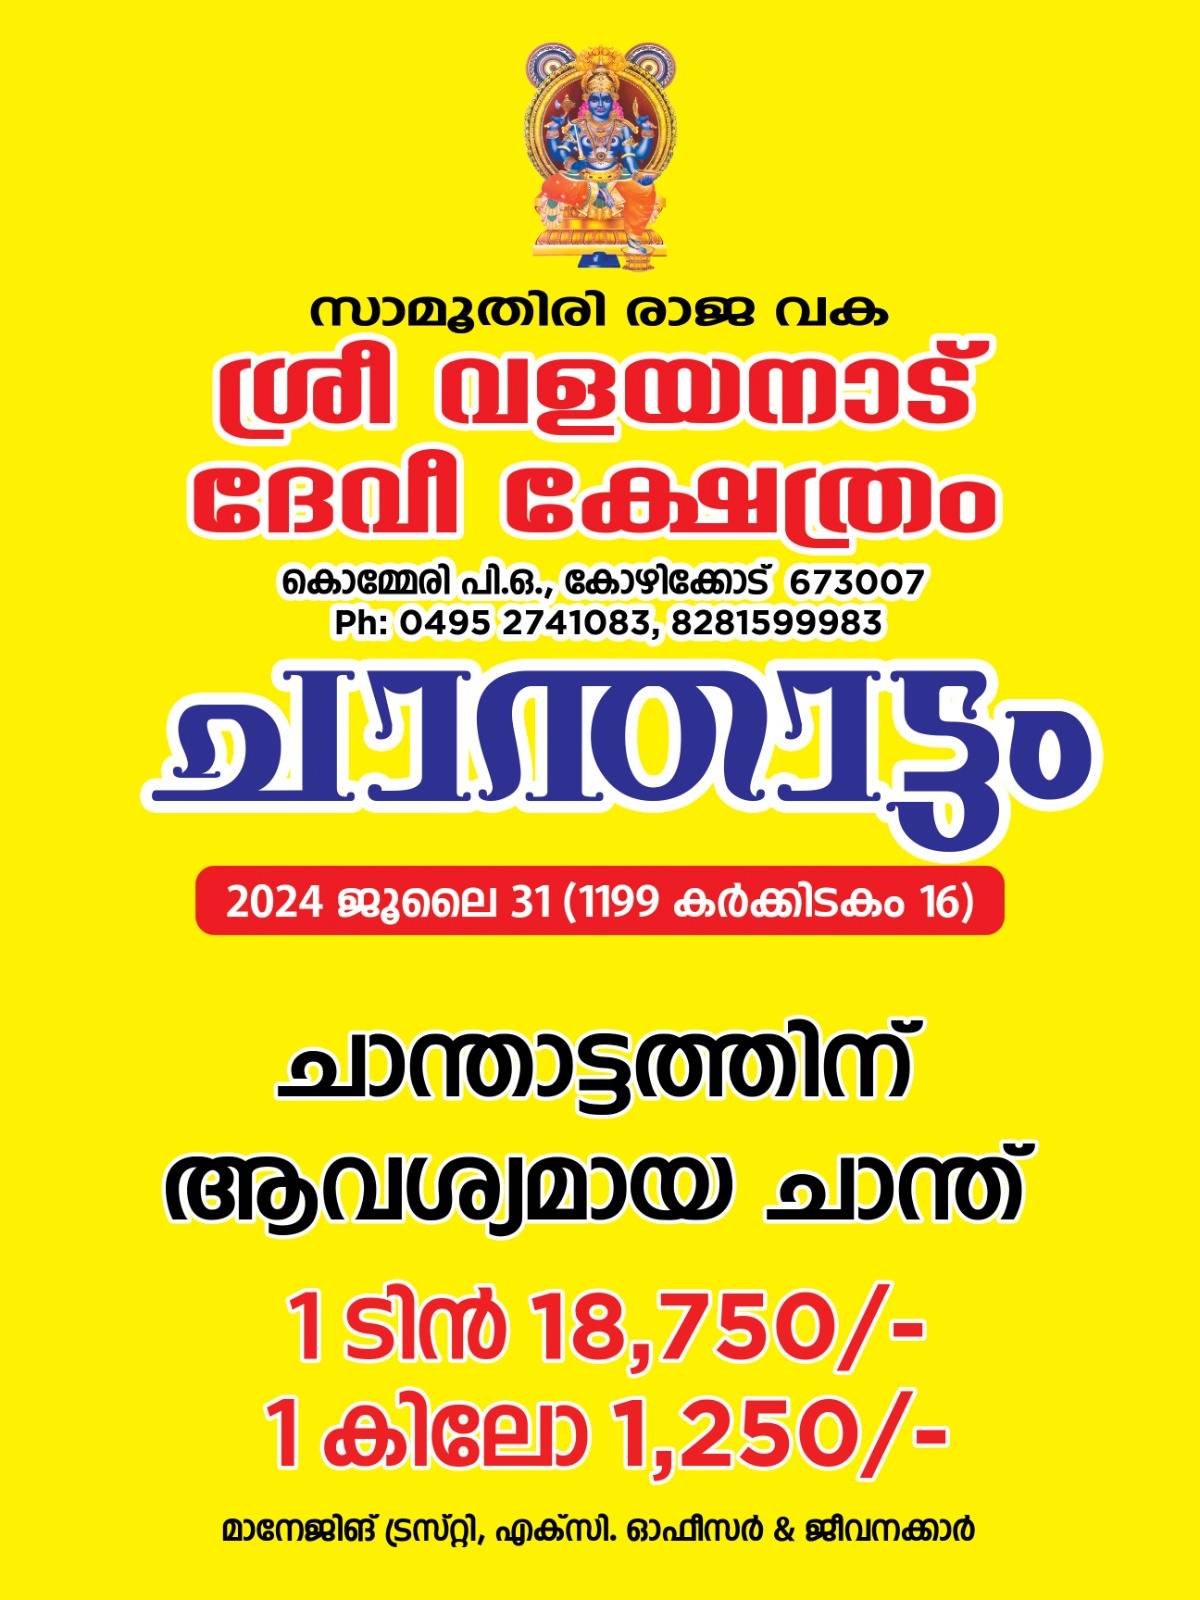 സാമൂതിരി രാജ വക
ശ്രീ വളയനാട്
ദേവീ ക്ഷേത്രം
കൊമ്മേരി പി.ഒ., കോഴിക്കോട് 673007
Ph: 0495 2741083, 8281599983
ചാന്താട്ടം
2024 ജൂലൈ 31 (1199 കർക്കിടകം 16)
ചാന്താട്ടത്തിന്
ആവശ്യമായ ചാന്ത്
1 ടിൻ 18,750/-
1 കിലോ 1,250/-
മാനേജിങ് ട്രസ്റ്റി, എക്സി. ഓഫീസർ & ജീവനക്കാർ